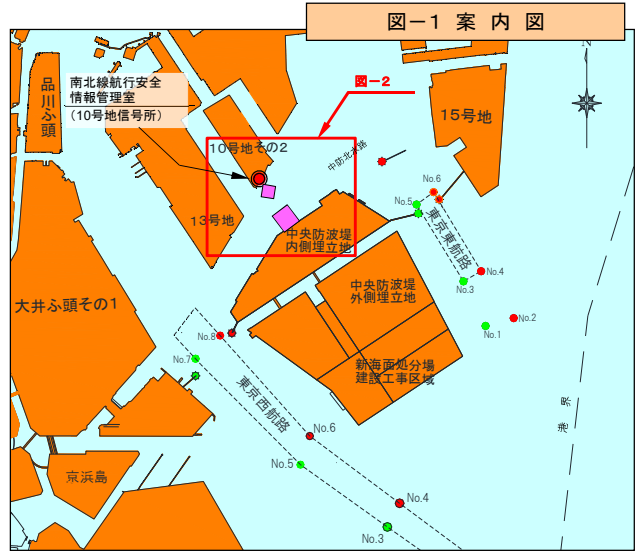 図－1 案 内 図
N
品川ふ頭
南北線航行安全
情報管理室
(10号地信号所)
図－2
15号地
10号地その2
中防北水路
No.6
No.5
13号地
中央防波堤
内側埋立地
東京東航路
No.4
No.3
中央防波堤
外側埋立地
大井ふ頭その1
No.2
No.1
No.8
No.7
新海面処分場
建設工事区域
東京西航路
港界
No.6
No.5
京浜島
No.4
No.3